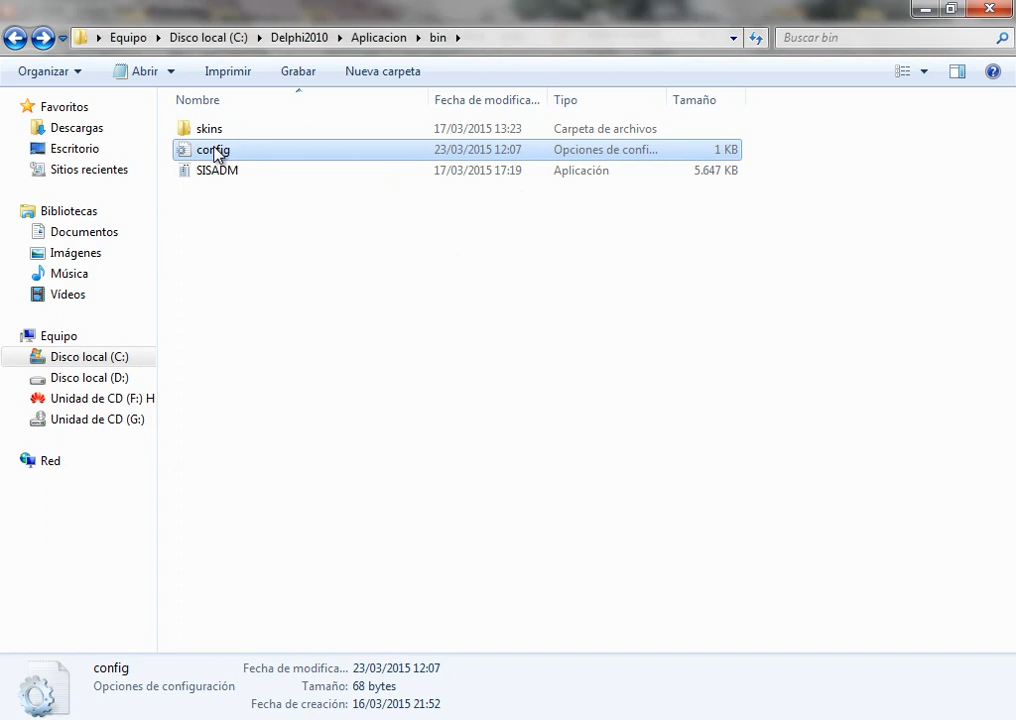 Equipo
Disco local (C:)
Delphi2010
Aplicacion
bin
Buscar bin
Organizar
Abrir
Imprimir
Grabar
Nueva carpeta
Nombre
Fecha de modifica...
Tipo
Tamaño
Favoritos
Descargas
Escritorio
Sitios recientes
Bibliotecas
Documentos
Imágenes
Música
Vídeos
Equipo
Disco local (C:)
Disco local (D:)
Unidad de CD (F:) H
Unidad de CD (G:)
Red
skins 17/03/2015 13:23 Carpeta de archivos
config 23/03/2015 12:07 Opciones de confi... 1 KB
SISADM 17/03/2015 17:19 Aplicación 5.647 KB
config Fecha de modifica... 23/03/2015 12:07
Opciones de configuración Tamaño: 68 bytes
Fecha de creación: 16/03/2015 21:52